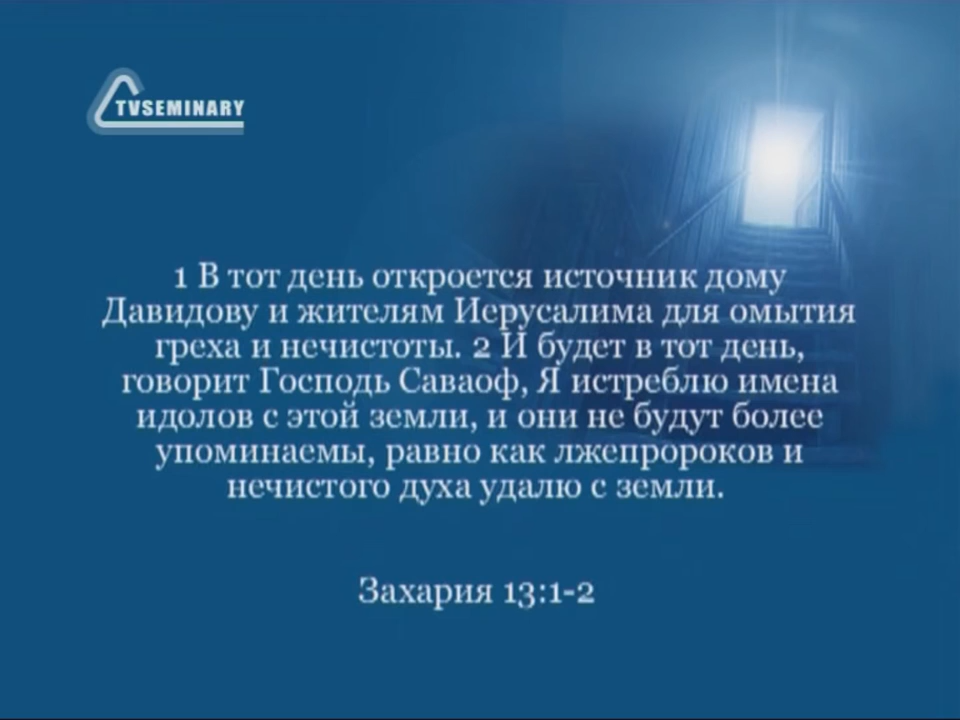 TVSEMINARY
1 В тот день откроется источник дому
Давидову и жителям Иерусалима для омытия
греха и нечистоты. 2 И будет в тот день,
говорит Господь Саваоф, Я истреблю имена
идолов с этой земли, и они не будут более
упоминаемы, равно как лжепророков и
нечистого духа удалю с земли.
Захария 13:1-2